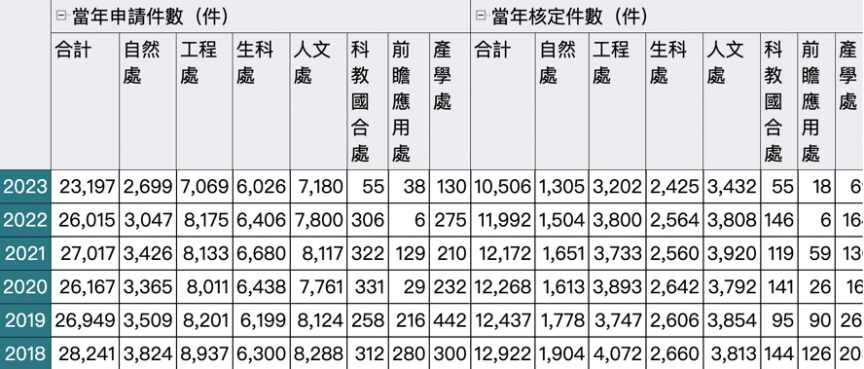 當年申請件數（件） 當年核定件數（件）
合計 自然處 工程處 生科處 人文處 科教國合處 前瞻應用處 產學處 合計 自然處 工程處 生科處 人文處 科教國合處 前瞻應用處 產學
2023 23,197 2,699 7,069 6,026 7,180 55 38 130 10,506 1,305 3,202 2,425 3,432 55 18
2022 26,015 3,047 8,175 6,406 7,800 306 6 275 11,992 1,504 3,800 2,564 3,808 146 6
2021 27,017 3,426 8,133 6,680 8,117 322 129 210 12,172 1,651 3,733 2,560 3,920 119 59
2020 26,167 3,365 8,011 6,438 7,761 331 29 232 12,268 1,613 3,893 2,642 3,792 141 26
2019 26,949 3,509 8,201 6,199 8,124 258 216 442 12,437 1,778 3,747 2,606 3,854 95 90
2018 28,241 3,824 8,937 6,300 8,288 312 280 300 12,922 1,904 4,072 2,660 3,813 144 126